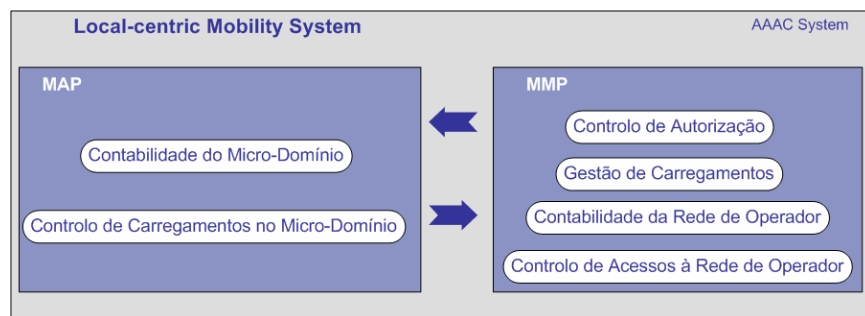 Local-centric Mobility System
AAAC System
MAP
Contabilidade do Micro-Domínio
Controlo de Carregamentos no Micro-Domínio
MMP
Controlo de Autorização
Gestão de Carregamentos
Contabilidade da Rede de Operador
Controlo de Acessos à Rede de Operador